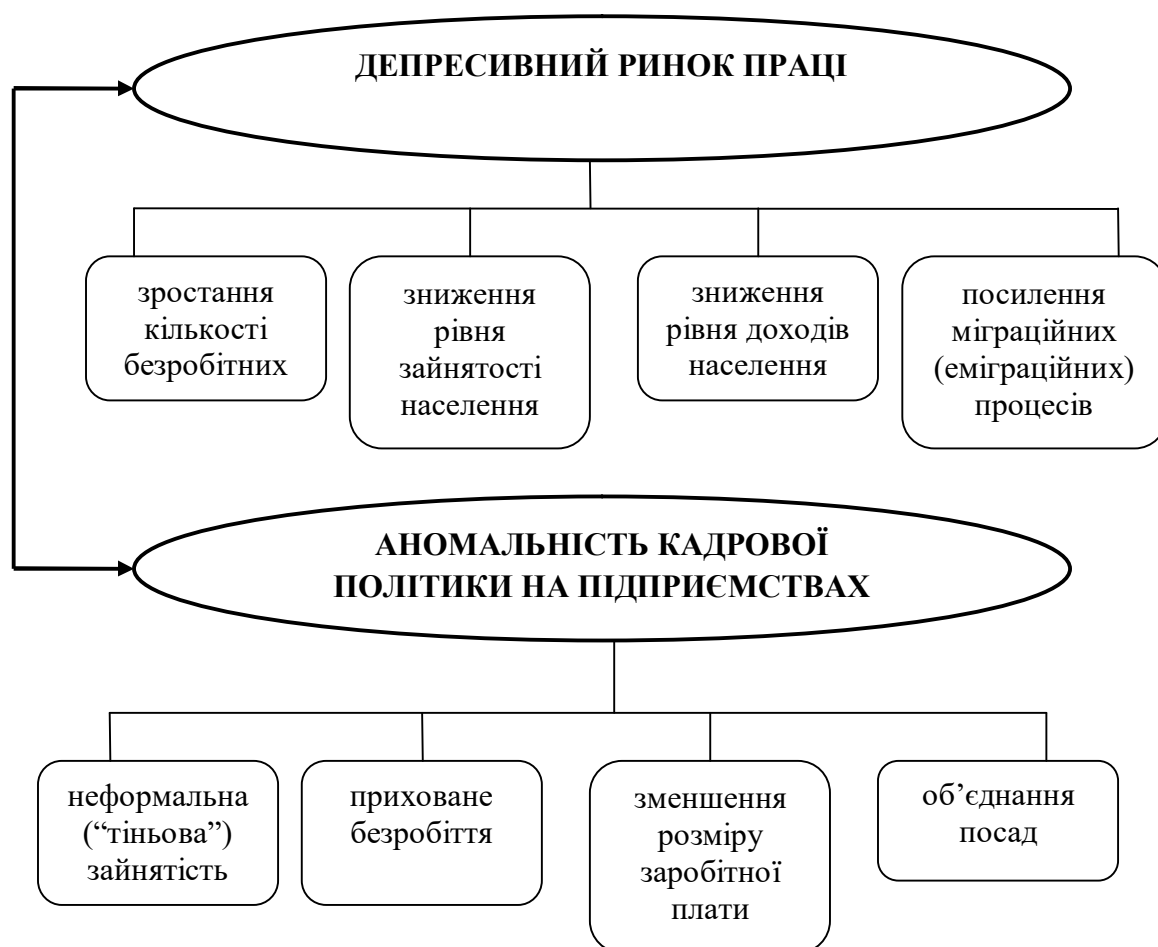 ДЕПРЕСИВНИЙ РИНОК ПРАЦІ
зростання
кількості
безробітних
зниження
рівня
зайнятості
населення
зниження
рівня доходів
населення
посилення
міграційних
(еміграційних)
процесів
АНОМАЛЬНІСТЬ КАДРОВОЇ
ПОЛІТИКИ НА ПІДПРИЄМСТВАХ
неформальна
(“тіньова”)
зайнятість
приховане
безробіття
зменшення
розміру
заробітної
плати
об’єднання
посад